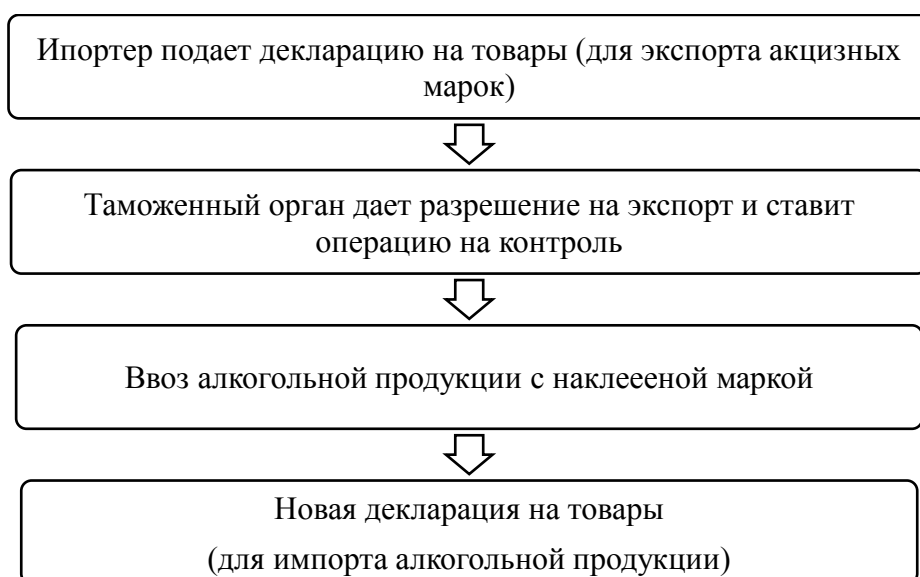 Ипортер подает декларацию на товары (для экспорта акцизных
марок)
Таможенный орган дает разрешение на экспорт и ставит
операцию на контроль
Ввоз алкогольной продукции с наклеееной маркой
Новая декларация на товары
(для импорта алкогольной продукции)